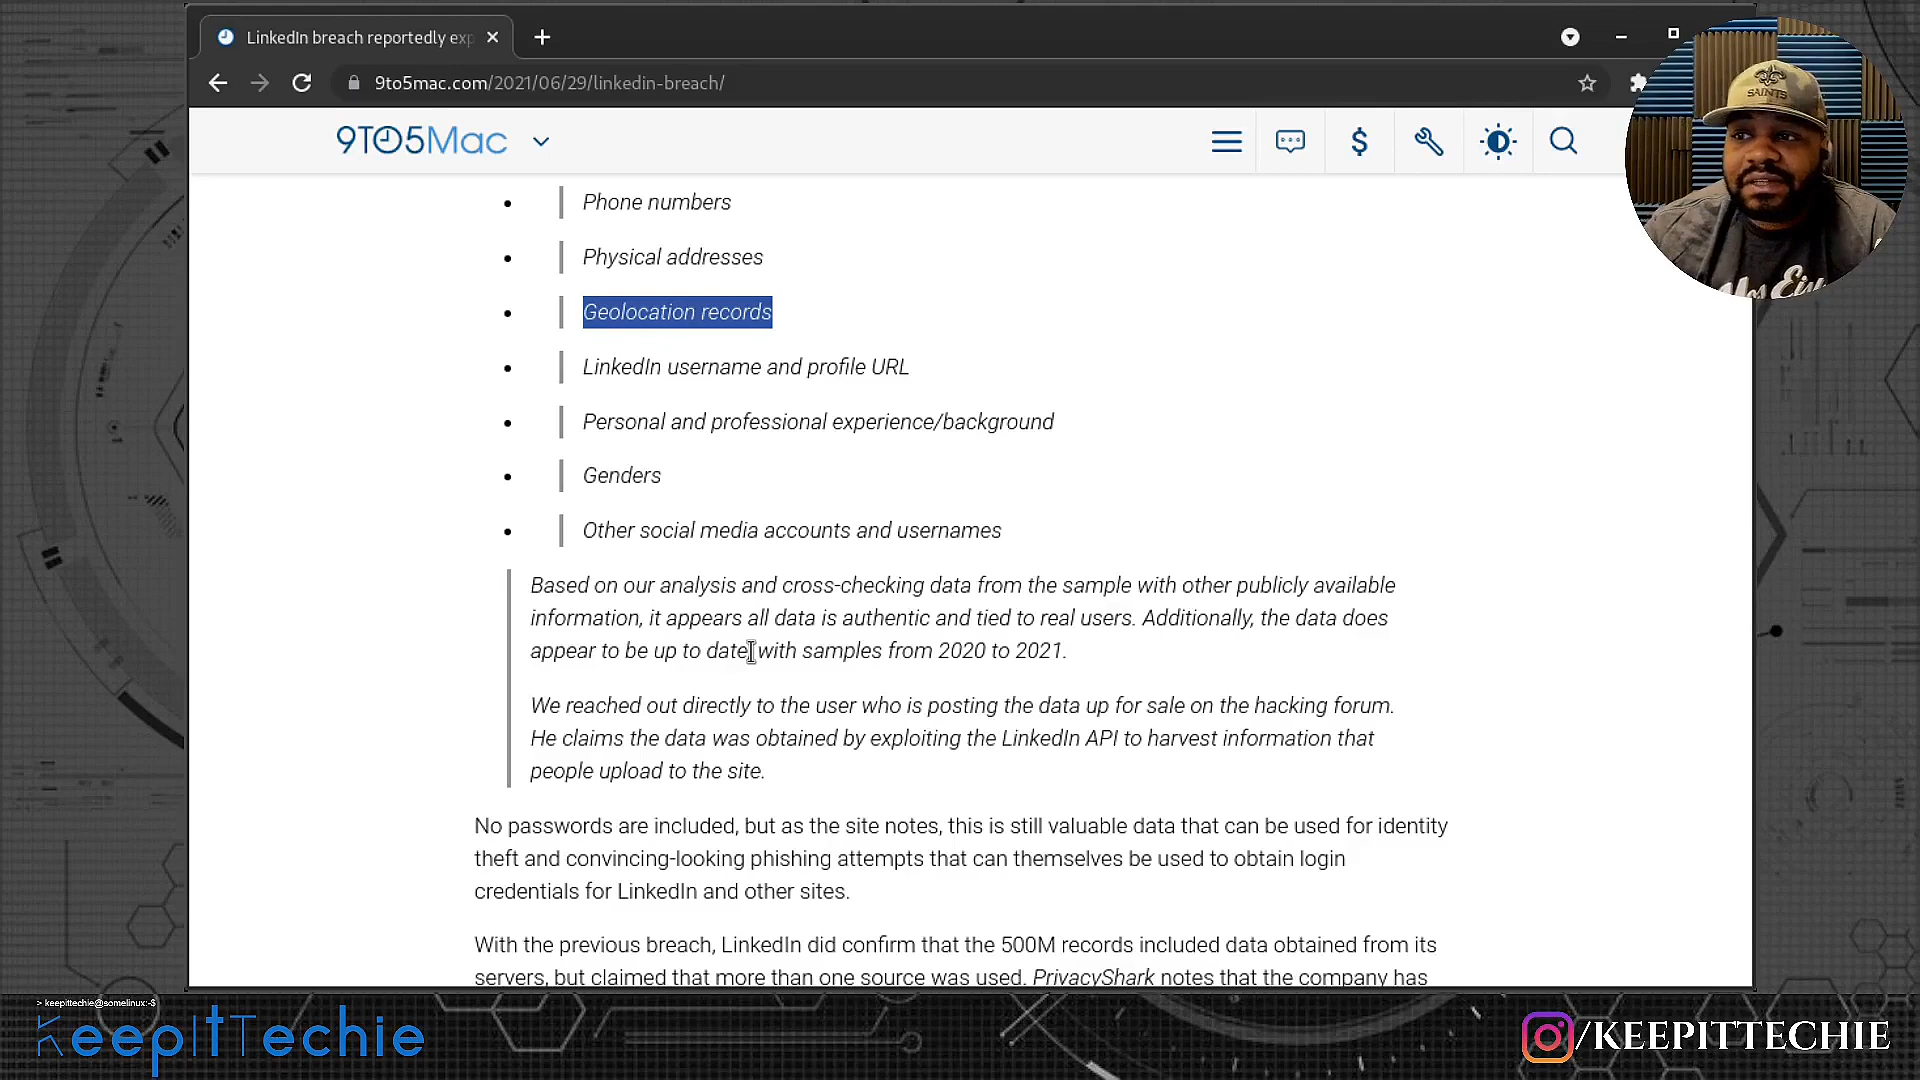 LinkedIn breach reportedly exp
9to5mac.com/2021/06/29/linkedin-breach/
9TO5Mac
SAINTS
Phone numbers
Physical addresses
Geolocation records
LinkedIn username and profile URL
Personal and professional experience/background
Genders
Other social media accounts and usernames
Based on our analysis and cross-checking data from the sample with other publicly available
information, it appears all data is authentic and tied to real users. Additionally, the data does
appear to be up to date, with samples from 2020 to 2021.
We reached out directly to the user who is posting the data up for sale on the hacking forum.
He claims the data was obtained by exploiting the LinkedIn API to harvest information that
people upload to the site.
No passwords are included, but as the site notes, this is still valuable data that can be used for identity
theft and convincing-looking phishing attempts that can themselves be used to obtain login
credentials for LinkedIn and other sites.
With the previous breach, LinkedIn did confirm that the 500M records included data obtained from its
servers, but claimed that more than one source was used. PrivacyShark notes that the company has
> keepittechie@somelinux:~$
KeepItTechie
/KEEPITTECHIE